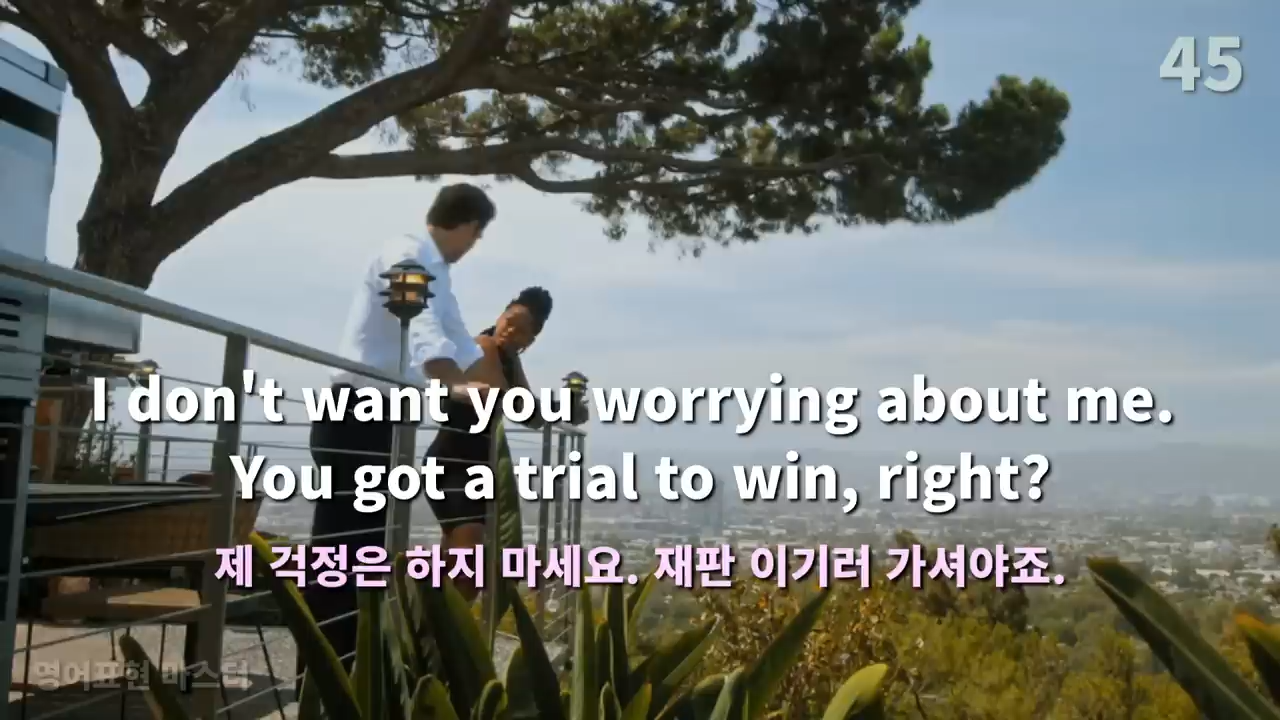 45
I don't want you worrying about me.
You got a trial to win, right?
제 걱정은 하지 마세요. 재판 이기러 가셔야죠.
영어표현 마스터